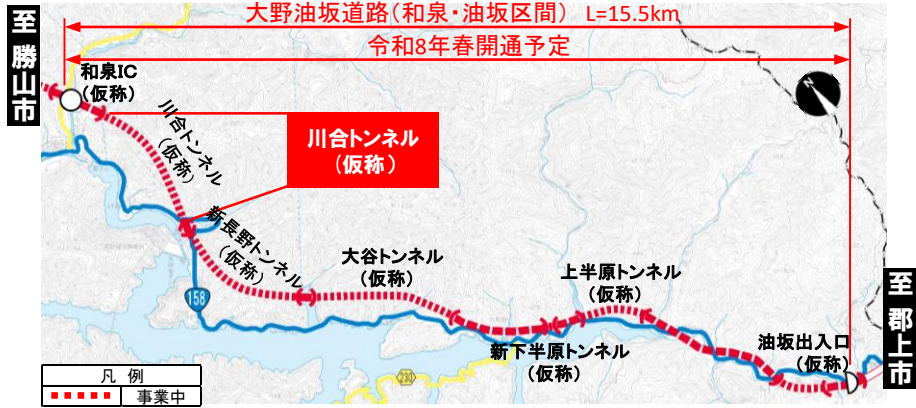 大野油坂道路(和泉・油坂区間) L=15.5km
令和8年春開通予定
至 勝山市
和泉IC
(仮称)
川合トンネル
(仮称)
川合トンネル
(仮称)
新長野トンネル
(仮称)
大谷トンネル
(仮称)
上半原トンネル
(仮称)
158
新下半原トンネル
(仮称)
油坂出入口
(仮称)
至 郡上市
230
凡 例
事業中